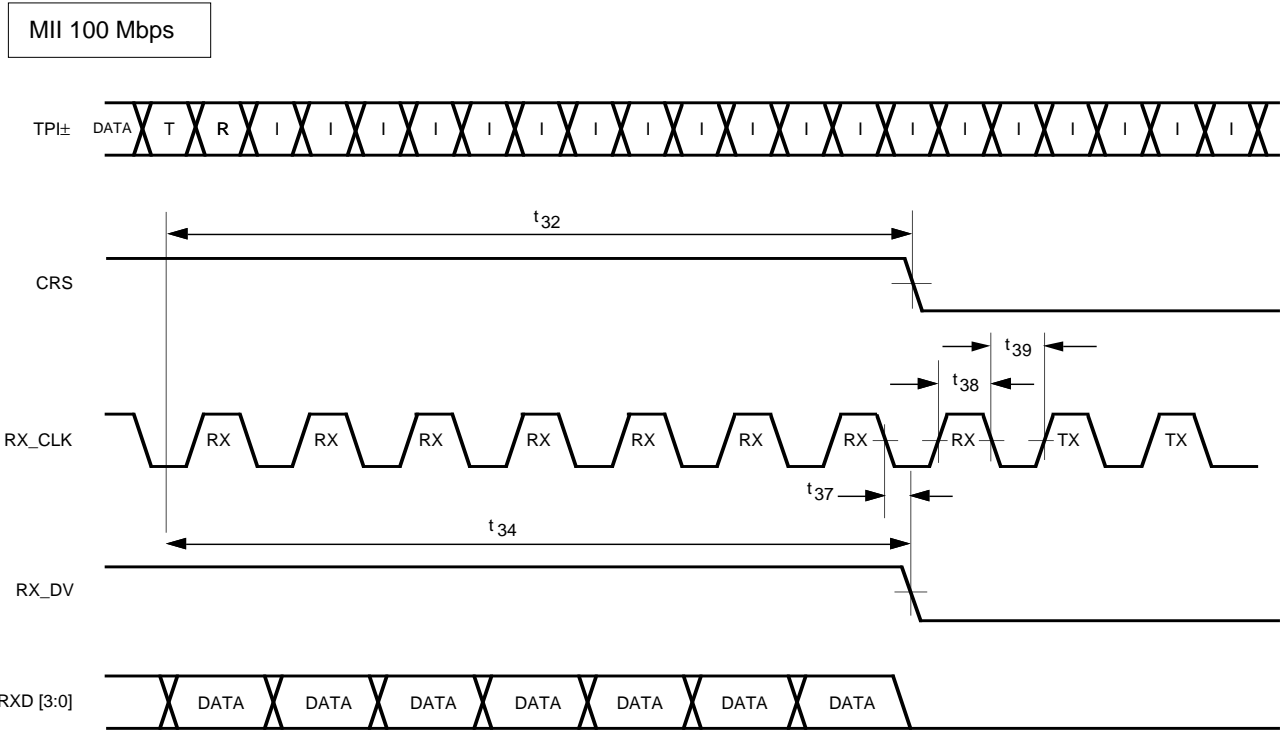 MII 100 Mbps
TPI± DATA T R I I I I I I I I I I I I I I I I I I I
t32
CRS
t39
t38
RX_CLK RX RX RX RX RX RX RX RX TX TX
t37
t34
RX_DV
RXD [3:0] DATA DATA DATA DATA DATA DATA DATA